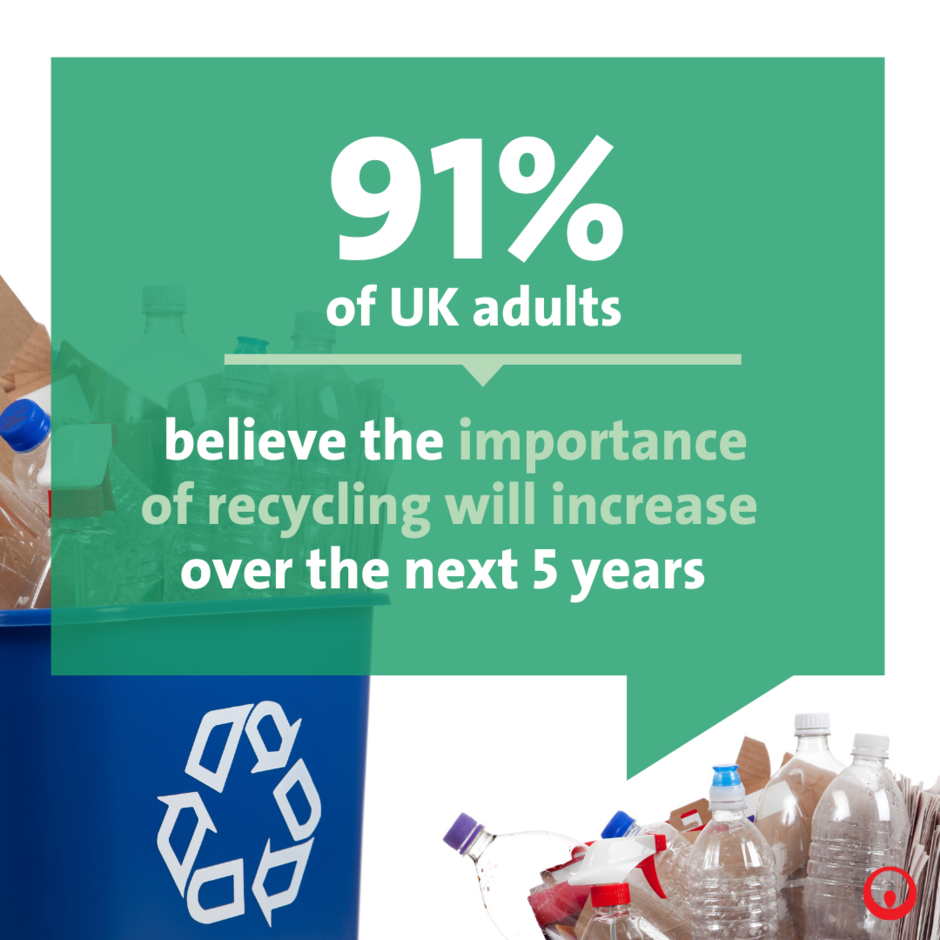 91%
of UK adults
believe the importance
of recycling will increase
over the next 5 years